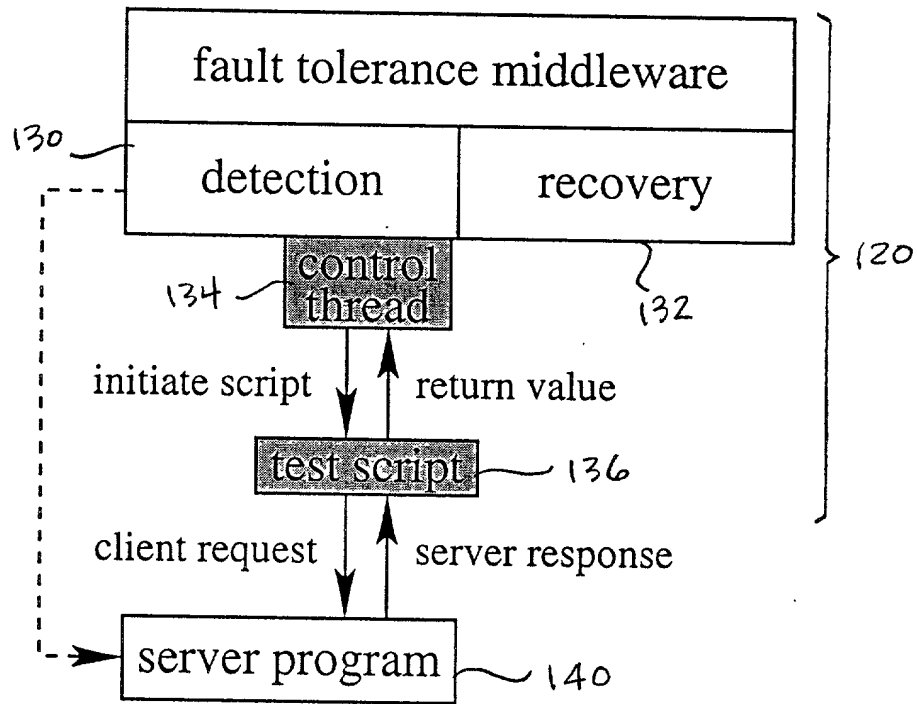 fault tolerance middleware
130
detection
recovery
120
134
control
thread
132
initiate script
return value
test script
136
client request
server response
server program
140